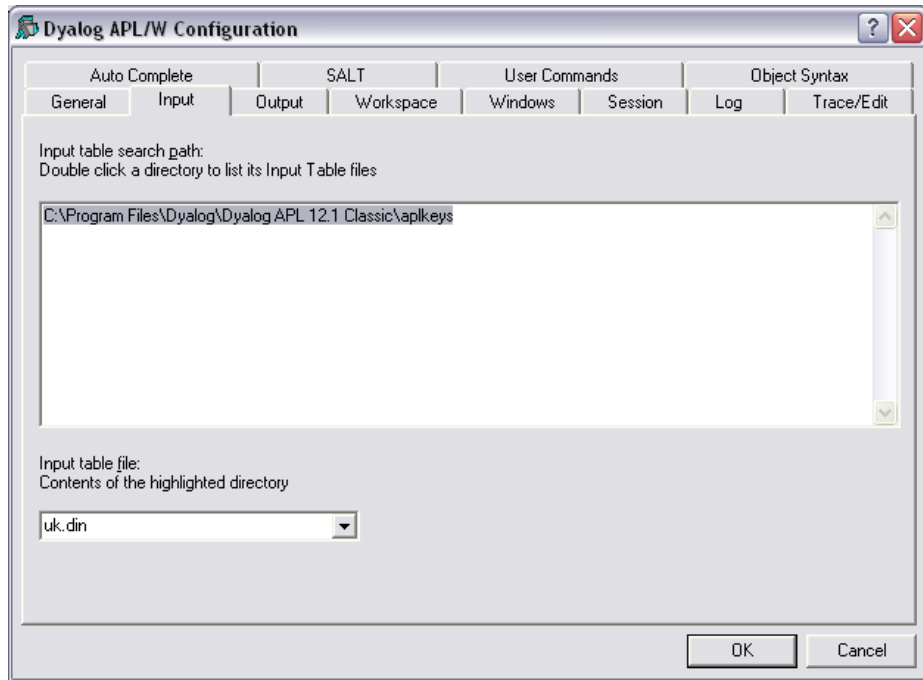 Dyalog APL/W Configuration
Auto Complete SALT User Commands Object Syntax
General Input Output Workspace Windows Session Log Trace/Edit
Input table search path:
Double click a directory to list its Input Table files
C:\Program Files\Dyalog\Dyalog APL 12.1 Classic\aplkeys
Input table file:
Contents of the highlighted directory
uk.din
OK Cancel